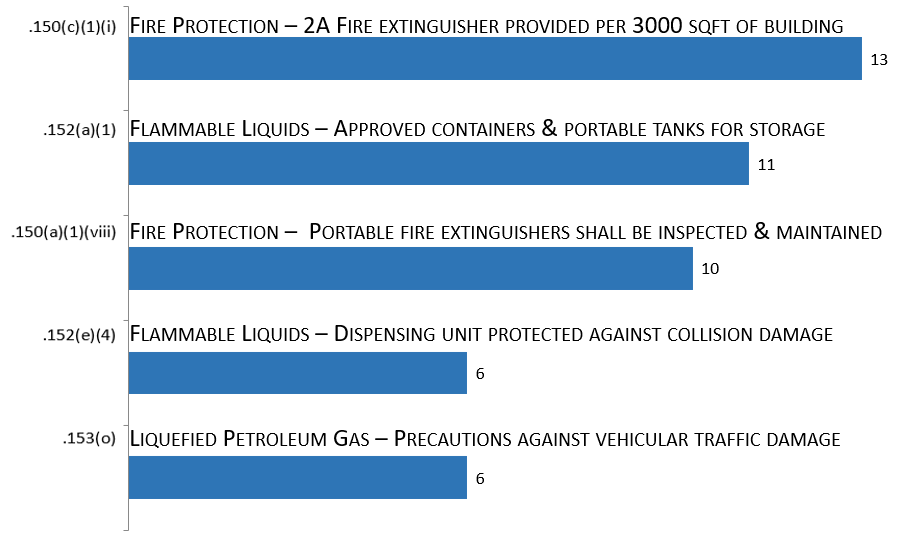 .150(c)(1)(i) Fire Protection – 2A Fire extinguisher provided per 3000 sqft of building
13
.152(a)(1) Flammable Liquids – Approved containers & portable tanks for storage
11
.150(a)(1)(viii) Fire Protection – Portable fire extinguishers shall be inspected & maintained
10
.152(e)(4) Flammable Liquids – Dispensing unit protected against collision damage
6
.153(o) Liquefied Petroleum Gas – Precautions against vehicular traffic damage
6